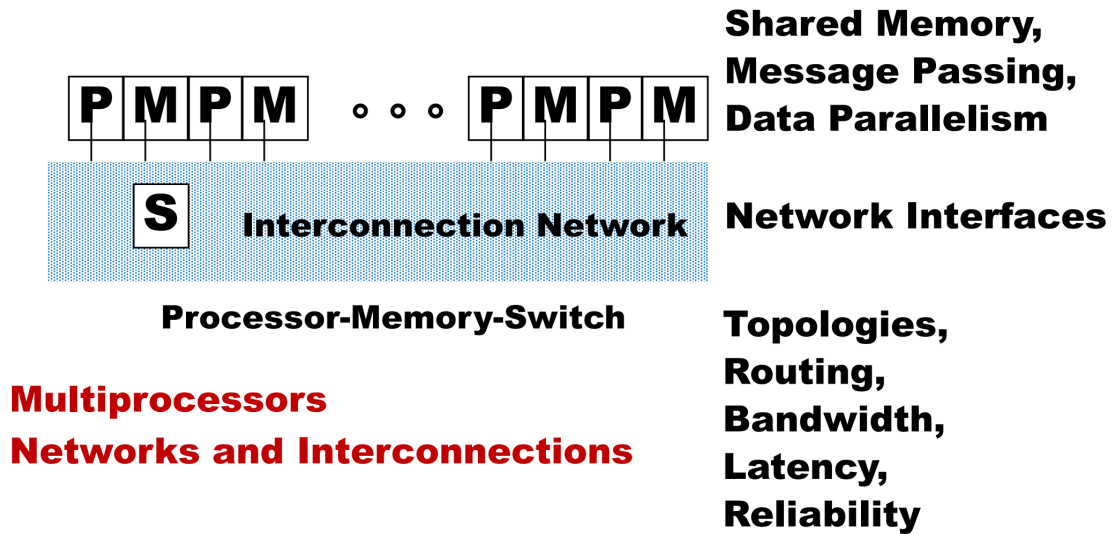 Shared Memory,
Message Passing,
Data Parallelism
P M P M ° ° ° P M P M
S
Interconnection Network
Network Interfaces
Processor-Memory-Switch
Topologies,
Routing,
Bandwidth,
Latency,
Reliability
Multiprocessors
Networks and Interconnections